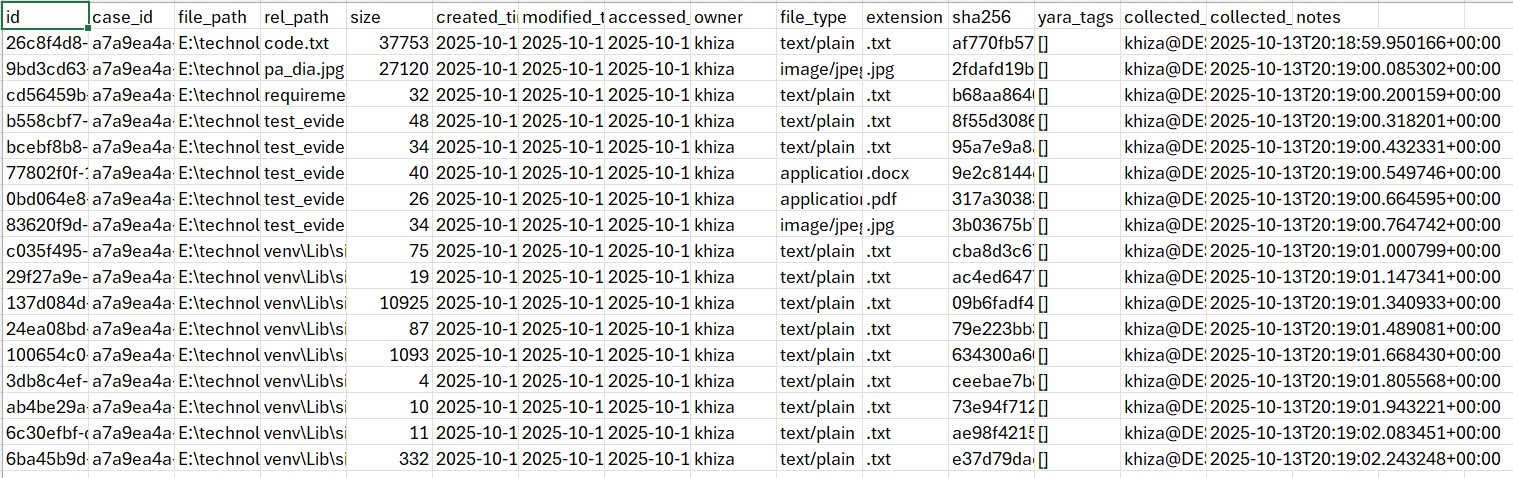 id case_id file_path rel_path size created_ti modified_t accessed_ owner file_type extension sha256 yara_tags collected_ collected_ notes
26c8f4d8- a7a9ea4a- E:\technol code.txt 37753 2025-10-1 2025-10-1 2025-10-1 khiza text/plain .txt af770fb57 [] khiza@DES 2025-10-13T20:18:59.950166+00:00
9bd3cd63- a7a9ea4a- E:\technol pa_dia.jpg 27120 2025-10-1 2025-10-1 2025-10-1 khiza image/jpeg .jpg 2fdafd19b [] khiza@DES 2025-10-13T20:19:00.085302+00:00
cd56459b- a7a9ea4a- E:\technol requireme 32 2025-10-1 2025-10-1 2025-10-1 khiza text/plain .txt b68aa864 [] khiza@DES 2025-10-13T20:19:00.200159+00:00
b558cbf7- a7a9ea4a- E:\technol test_evide 48 2025-10-1 2025-10-1 2025-10-1 khiza text/plain .txt 8f55d3086 [] khiza@DES 2025-10-13T20:19:00.318201+00:00
bcebf8b8- a7a9ea4a- E:\technol test_evide 34 2025-10-1 2025-10-1 2025-10-1 khiza text/plain .txt 95a7e9a8 [] khiza@DES 2025-10-13T20:19:00.432331+00:00
77802f0f-1 a7a9ea4a- E:\technol test_evide 40 2025-10-1 2025-10-1 2025-10-1 khiza application .docx 9e2c8144 [] khiza@DES 2025-10-13T20:19:00.549746+00:00
0bd064e8- a7a9ea4a- E:\technol test_evide 26 2025-10-1 2025-10-1 2025-10-1 khiza application .pdf 317a3038 [] khiza@DES 2025-10-13T20:19:00.664595+00:00
83620f9d- a7a9ea4a- E:\technol test_evide 34 2025-10-1 2025-10-1 2025-10-1 khiza image/jpeg .jpg 3b03675b [] khiza@DES 2025-10-13T20:19:00.764742+00:00
c035f495- a7a9ea4a- E:\technol venv\Lib\si 75 2025-10-1 2025-10-1 2025-10-1 khiza text/plain .txt cba8d3c6 [] khiza@DES 2025-10-13T20:19:01.000799+00:00
29f27a9e- a7a9ea4a- E:\technol venv\Lib\si 19 2025-10-1 2025-10-1 2025-10-1 khiza text/plain .txt ac4ed647 [] khiza@DES 2025-10-13T20:19:01.147341+00:00
137d084d- a7a9ea4a- E:\technol venv\Lib\si 10925 2025-10-1 2025-10-1 2025-10-1 khiza text/plain .txt 09b6fadf4 [] khiza@DES 2025-10-13T20:19:01.340933+00:00
24ea08bd- a7a9ea4a- E:\technol venv\Lib\si 87 2025-10-1 2025-10-1 2025-10-1 khiza text/plain .txt 79e223bb [] khiza@DES 2025-10-13T20:19:01.489081+00:00
100654c0- a7a9ea4a- E:\technol venv\Lib\si 1093 2025-10-1 2025-10-1 2025-10-1 khiza text/plain .txt 634300a6 [] khiza@DES 2025-10-13T20:19:01.668430+00:00
3db8c4ef- a7a9ea4a- E:\technol venv\Lib\si 4 2025-10-1 2025-10-1 2025-10-1 khiza text/plain .txt ceebae7b [] khiza@DES 2025-10-13T20:19:01.805568+00:00
ab4be29a- a7a9ea4a- E:\technol venv\Lib\si 10 2025-10-1 2025-10-1 2025-10-1 khiza text/plain .txt 73e94f712 [] khiza@DES 2025-10-13T20:19:01.943221+00:00
6c30efbf- a7a9ea4a- E:\technol venv\Lib\si 11 2025-10-1 2025-10-1 2025-10-1 khiza text/plain .txt ae98f4215 [] khiza@DES 2025-10-13T20:19:02.083451+00:00
6ba45b9d- a7a9ea4a- E:\technol venv\Lib\si 332 2025-10-1 2025-10-1 2025-10-1 khiza text/plain .txt e37d79da [] khiza@DES 2025-10-13T20:19:02.243248+00:00